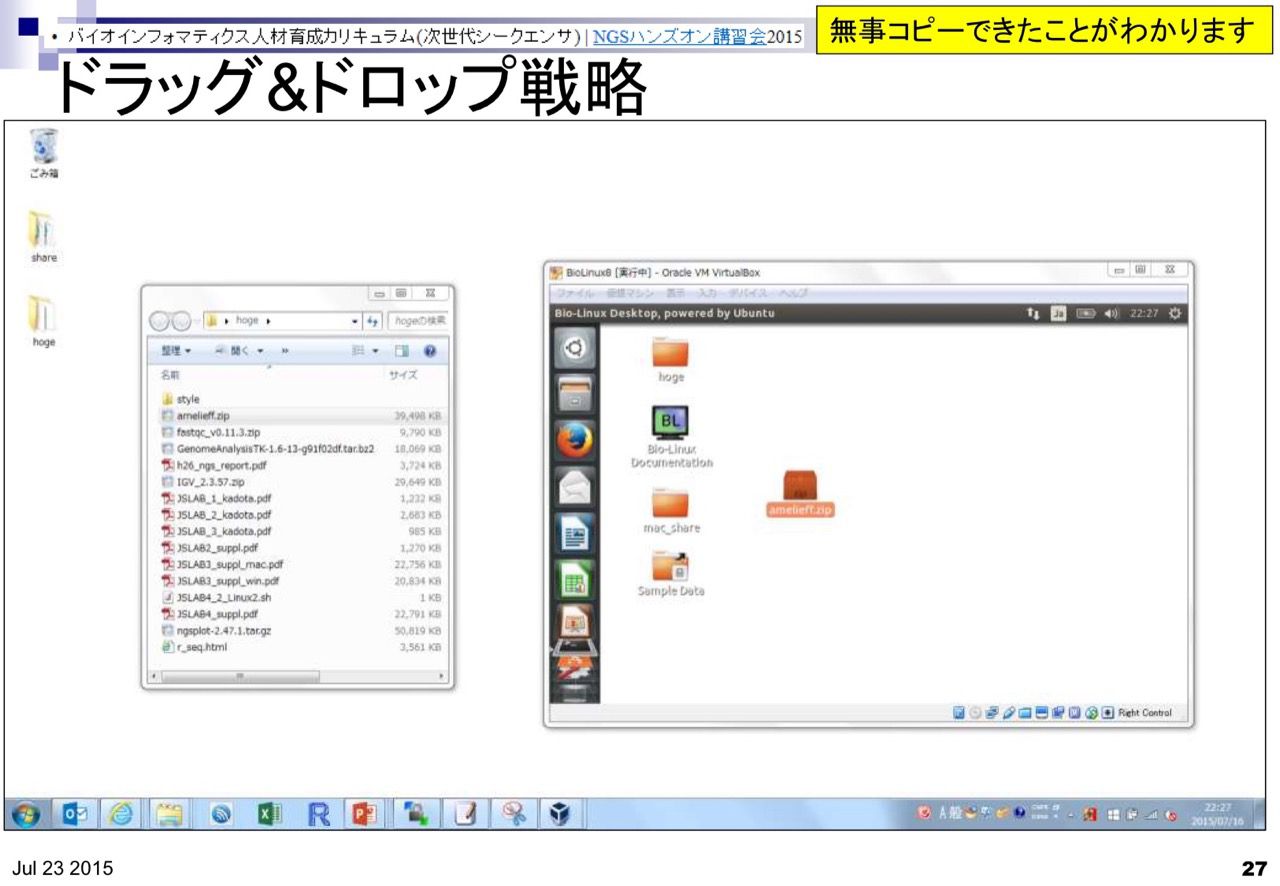 ・ バイオインフォマティクス人材育成カリキュラム(次世代シークエンサ) | NGSハンズオン講習会2015
無事コピーできたことがわかります
ドラッグ&ドロップ戦略
ごみ箱
share
hoge
hoge
hogeの検索
整理
開く
»
名前
サイズ
style
amelieff.zip 39,498 KB
fastqc_v0.11.3.zip 9,790 KB
GenomeAnalysisTK-1.6-13-g91f02df.tar.bz2 18,069 KB
h26_ngs_report.pdf 3,724 KB
IGV_2.3.57.zip 29,649 KB
JSLAB_1_kadota.pdf 1,232 KB
JSLAB_2_kadota.pdf 2,683 KB
JSLAB_3_kadota.pdf 985 KB
JSLAB2_suppl.pdf 1,270 KB
JSLAB3_suppl_mac.pdf 22,756 KB
JSLAB3_suppl_win.pdf 20,834 KB
JSLAB4_2_Linux2.sh 1 KB
JSLAB4_suppl.pdf 22,791 KB
ngsplot-2.47.1.tar.gz 50,819 KB
r_seq.html 3,561 KB
BioLinux8 [実行中] - Oracle VM VirtualBox
ファイル 仮想マシン 表示 入力 デバイス ヘルプ
Bio-Linux Desktop, powered by Ubuntu
Ja
22:27
hoge
BL
Bio-Linux
Documentation
amelieff.zip
mac_share
Sample Data
Right Control
A 般
22:27
2015/07/16
Jul 23 2015
27